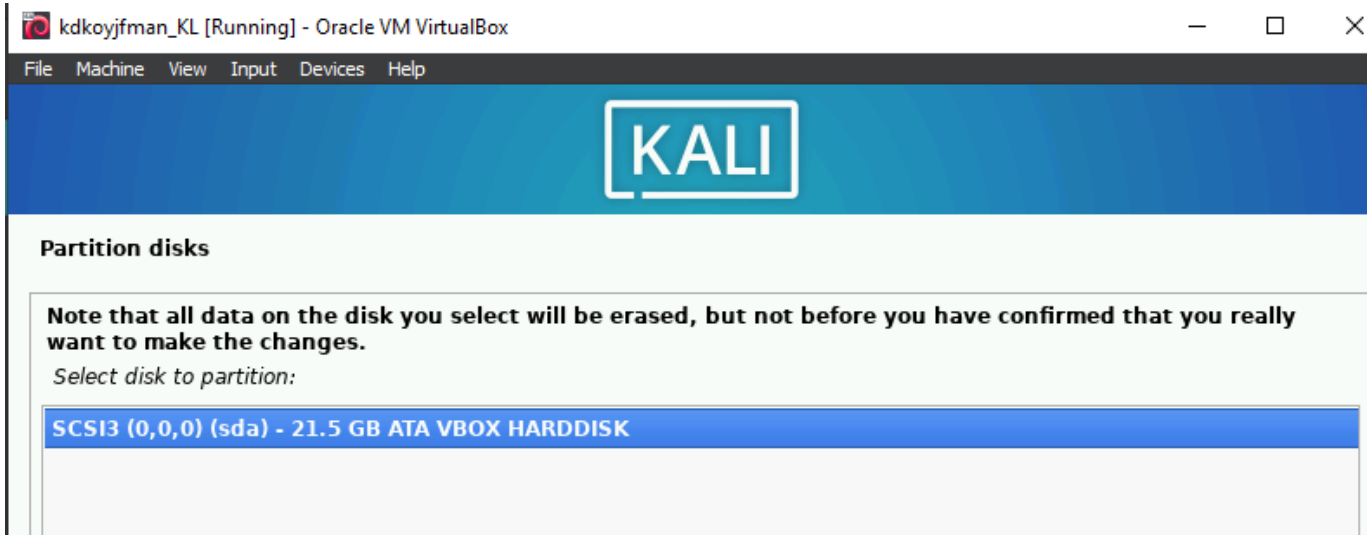 kdkoyjfman_KL [Running] - Oracle VM VirtualBox
File Machine View Input Devices Help
KALI
Partition disks
Note that all data on the disk you select will be erased, but not before you have confirmed that you really
want to make the changes.
Select disk to partition:
SCSI3 (0,0,0) (sda) - 21.5 GB ATA VBOX HARDDISK